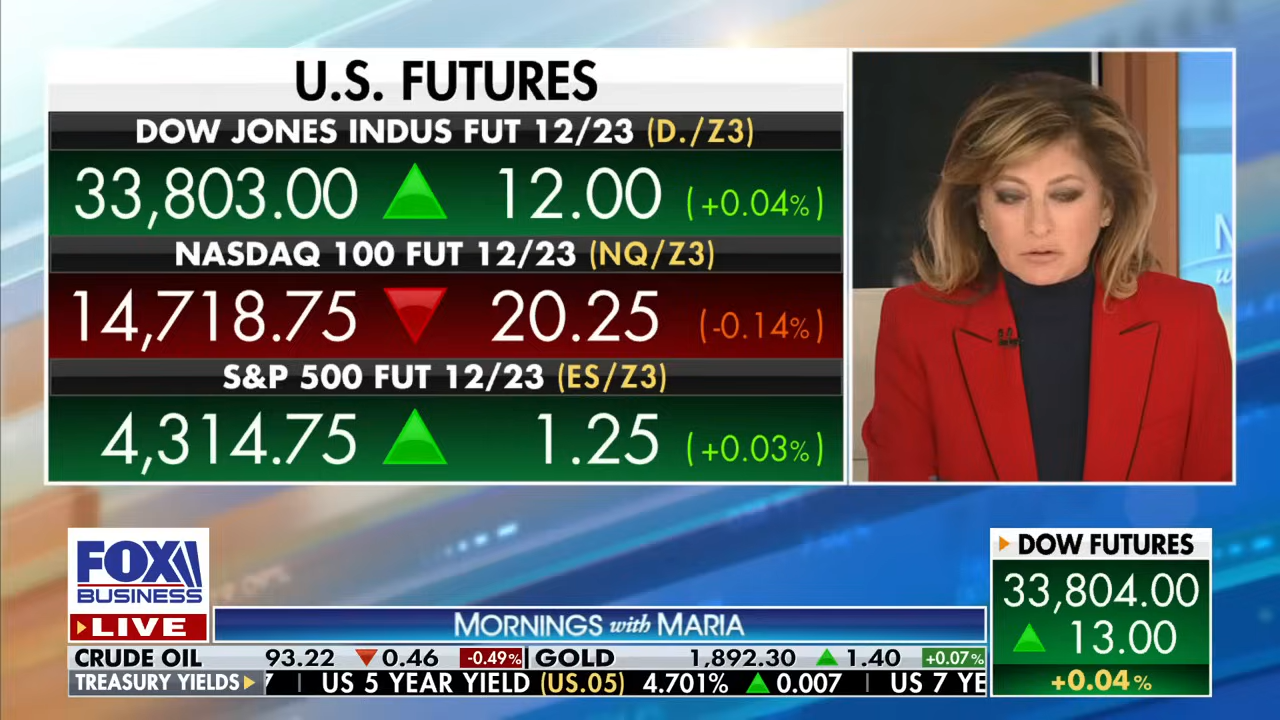 U.S. FUTURES
DOW JONES INDUS FUT 12/23 (D./Z3)
33,803.00 12.00 (+0.04%)
NASDAQ 100 FUT 12/23 (NQ/Z3)
14,718.75 20.25 (-0.14%)
S&P 500 FUT 12/23 (ES/Z3)
4,314.75 1.25 (+0.03%)
FOX
BUSINESS
LIVE
MORNINGS with MARIA
CRUDE OIL 93.22 0.46 -0.49% GOLD 1,892.30 1.40 +0.07%
TREASURY YIELDS US 5 YEAR YIELD (US.05) 4.701% 0.007 US 7 YE
DOW FUTURES
33,804.00
13.00
+0.04%